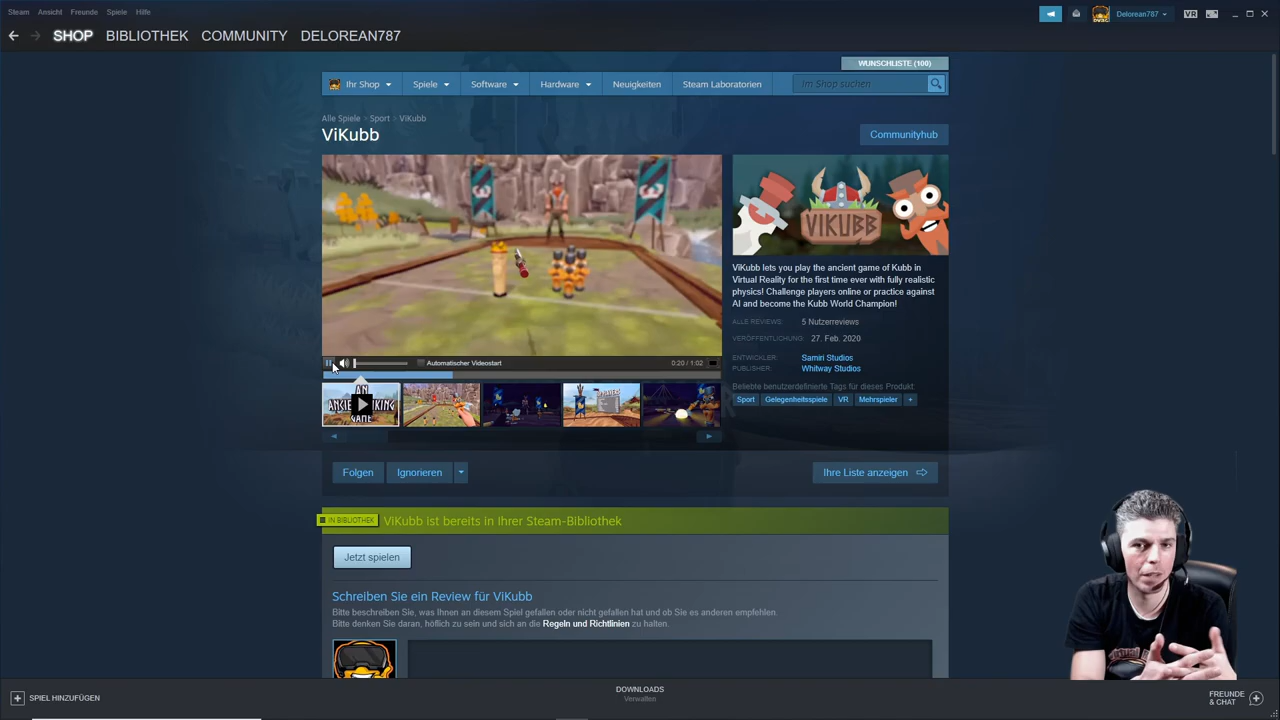 Steam Ansicht Freunde Spiele Hilfe
Delorean787
VR
SHOP BIBLIOTHEK COMMUNITY DELOREAN787
WUNSCHLISTE (100)
Ihr Shop Spiele Software Hardware Neuigkeiten Steam Laboratorien Im Shop suchen
Alle Spiele > Sport > ViKubb
ViKubb
Communityhub
VIKUBB
ViKubb lets you play the ancient game of Kubb in
Virtual Reality for the first time ever with fully realistic
physics! Challenge players online or practice against
AI and become the Kubb World Champion!
ALLE REVIEWS: 5 Nutzerreviews
VERÖFFENTLICHUNG: 27. Feb. 2020
ENTWICKLER: Samiri Studios
PUBLISHER: Whitway Studios
Beliebte benutzerdefinierte Tags für dieses Produkt
Sport Gelegenheitsspiele VR Mehrspieler +
Automatischer Videostart 0:20 / 1:02
AN
ANCIENT VIKING
GAME
Folgen Ignorieren Ihre Liste anzeigen
IN BIBLIOTHEK ViKubb ist bereits in Ihrer Steam-Bibliothek
Jetzt spielen
Schreiben Sie ein Review für ViKubb
Bitte beschreiben Sie, was Ihnen an diesem Spiel gefallen oder nicht gefallen hat und ob Sie es anderen empfehlen.
Bitte denken Sie daran, höflich zu sein und sich an die Regeln und Richtlinien zu halten.
+ SPIEL HINZUFÜGEN
DOWNLOADS
Verwalten
FREUNDE
& CHAT +